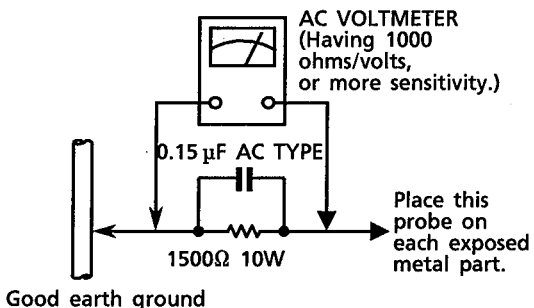 AC VOLTMETER
(Having 1000
ohms/volts,
or more sensitivity.)
0.15 μF AC TYPE
Place this
probe on
each exposed
metal part.
1500Ω 10W
Good earth ground